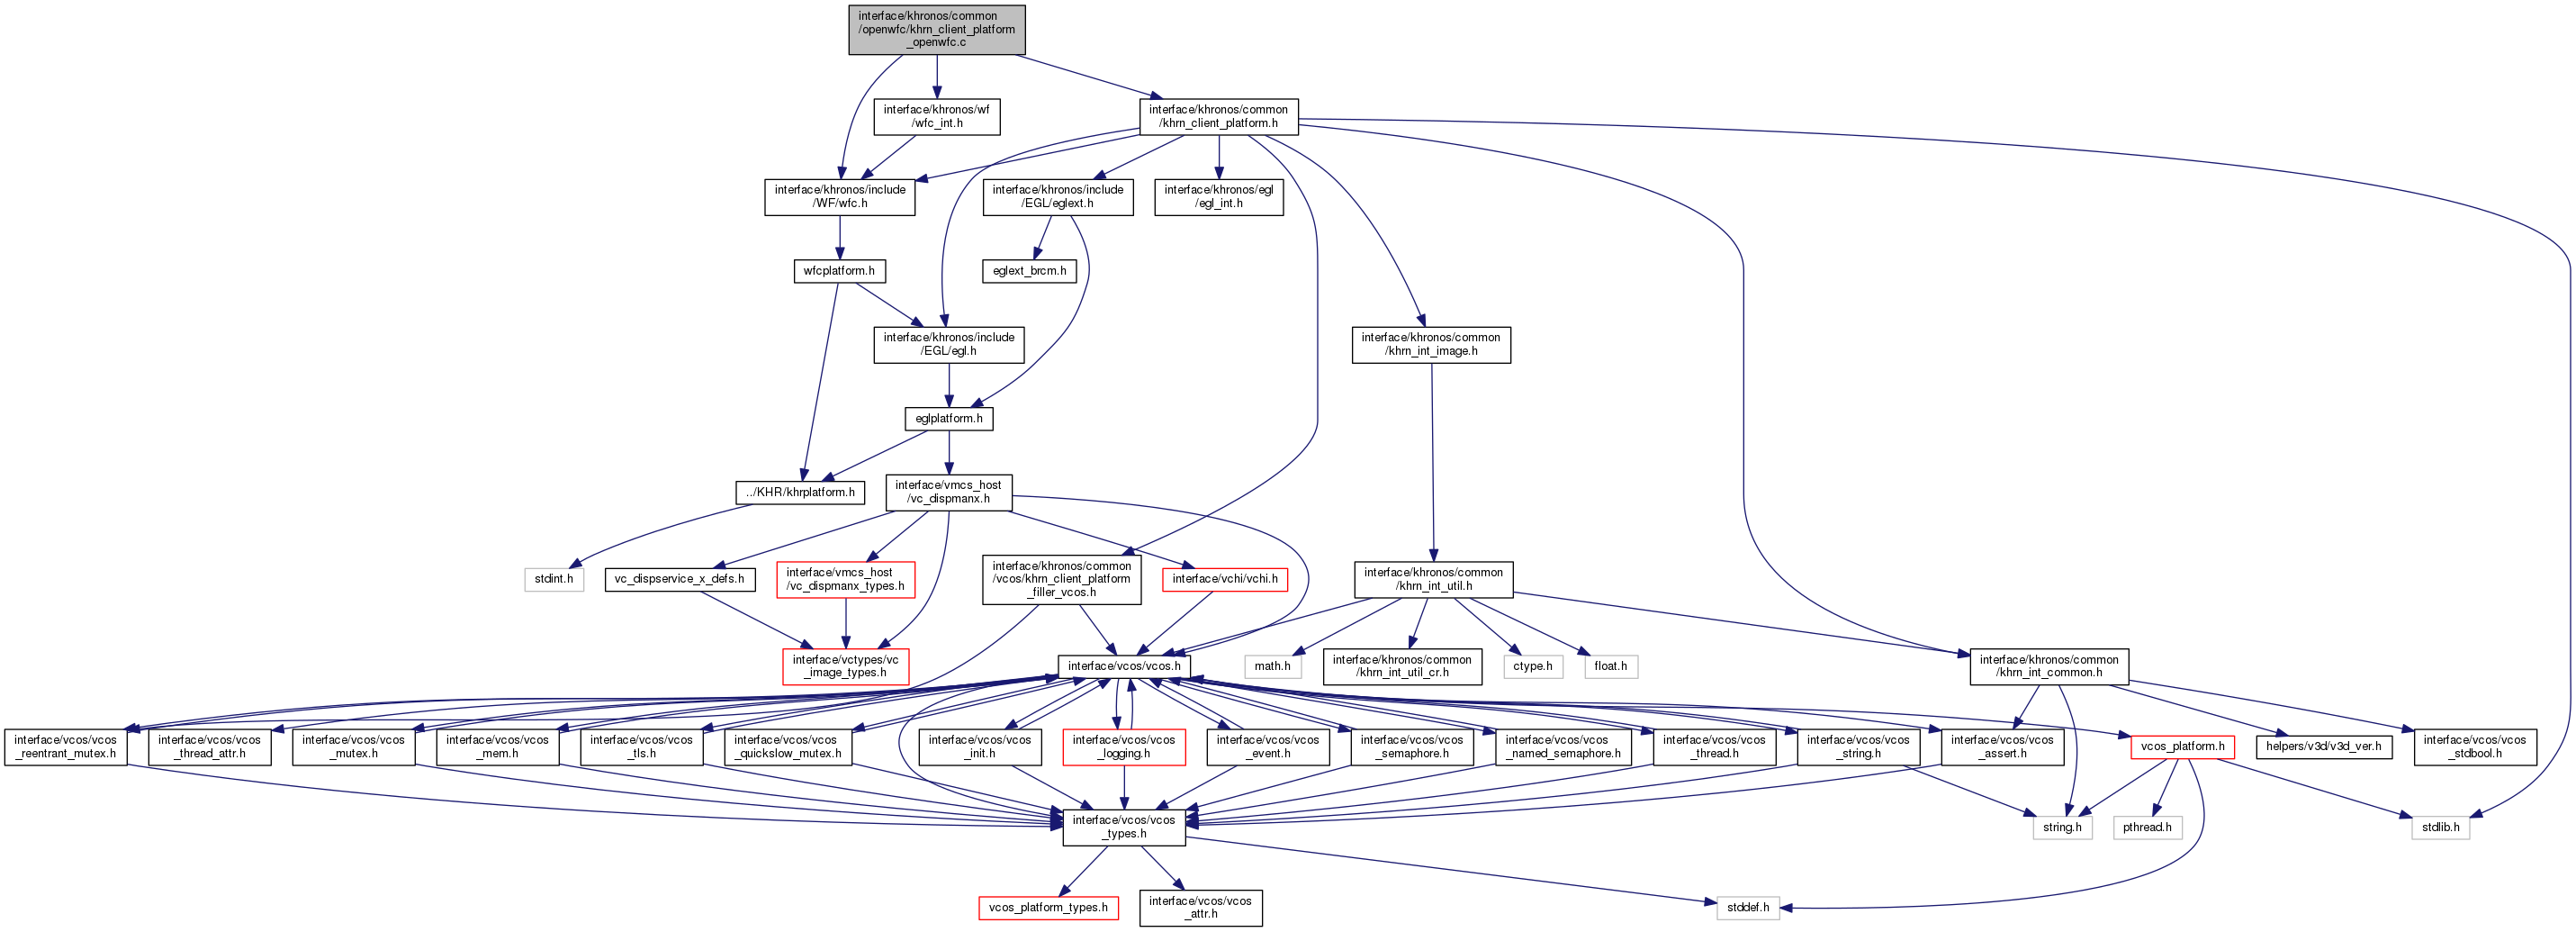 interface/khronos/common
/openwfc/khrn_client_platform
_openwfc.c
interface/khronos/wf
/wfc_int.h
interface/khronos/common
/khrn_client_platform.h
interface/khronos/include
/WF/wfc.h
interface/khronos/include
/EGL/eglext.h
interface/khronos/egl
/egl_int.h
wfcplatform.h
eglext_brcm.h
interface/khronos/include
/EGL/egl.h
interface/khronos/common
/khrn_int_image.h
eglplatform.h
../KHR/khrplatform.h
interface/vmcs_host
/vc_dispmanx.h
stdint.h
vc_dispservice_x_defs.h
interface/vmcs_host
/vc_dispmanx_types.h
interface/khronos/common
/vcos/khrn_client_platform
_filler_vcos.h
interface/vchi/vchi.h
interface/khronos/common
/khrn_int_util.h
interface/vctypes/vc
_image_types.h
interface/vcos/vcos.h
math.h
interface/khronos/common
/khrn_int_util_cr.h
ctype.h
float.h
interface/khronos/common
/khrn_int_common.h
interface/vcos/vcos
_reentrant_mutex.h
interface/vcos/vcos
_thread_attr.h
interface/vcos/vcos
_mutex.h
interface/vcos/vcos
_mem.h
interface/vcos/vcos
_tls.h
interface/vcos/vcos
_quickslow_mutex.h
interface/vcos/vcos
_init.h
interface/vcos/vcos
_logging.h
interface/vcos/vcos
_event.h
interface/vcos/vcos
_semaphore.h
interface/vcos/vcos
_named_semaphore.h
interface/vcos/vcos
_thread.h
interface/vcos/vcos
_string.h
interface/vcos/vcos
_assert.h
vcos_platform.h
helpers/v3d/v3d_ver.h
interface/vcos/vcos
_stdbool.h
interface/vcos/vcos
_types.h
string.h
pthread.h
stdlib.h
vcos_platform_types.h
interface/vcos/vcos
_attr.h
stddef.h